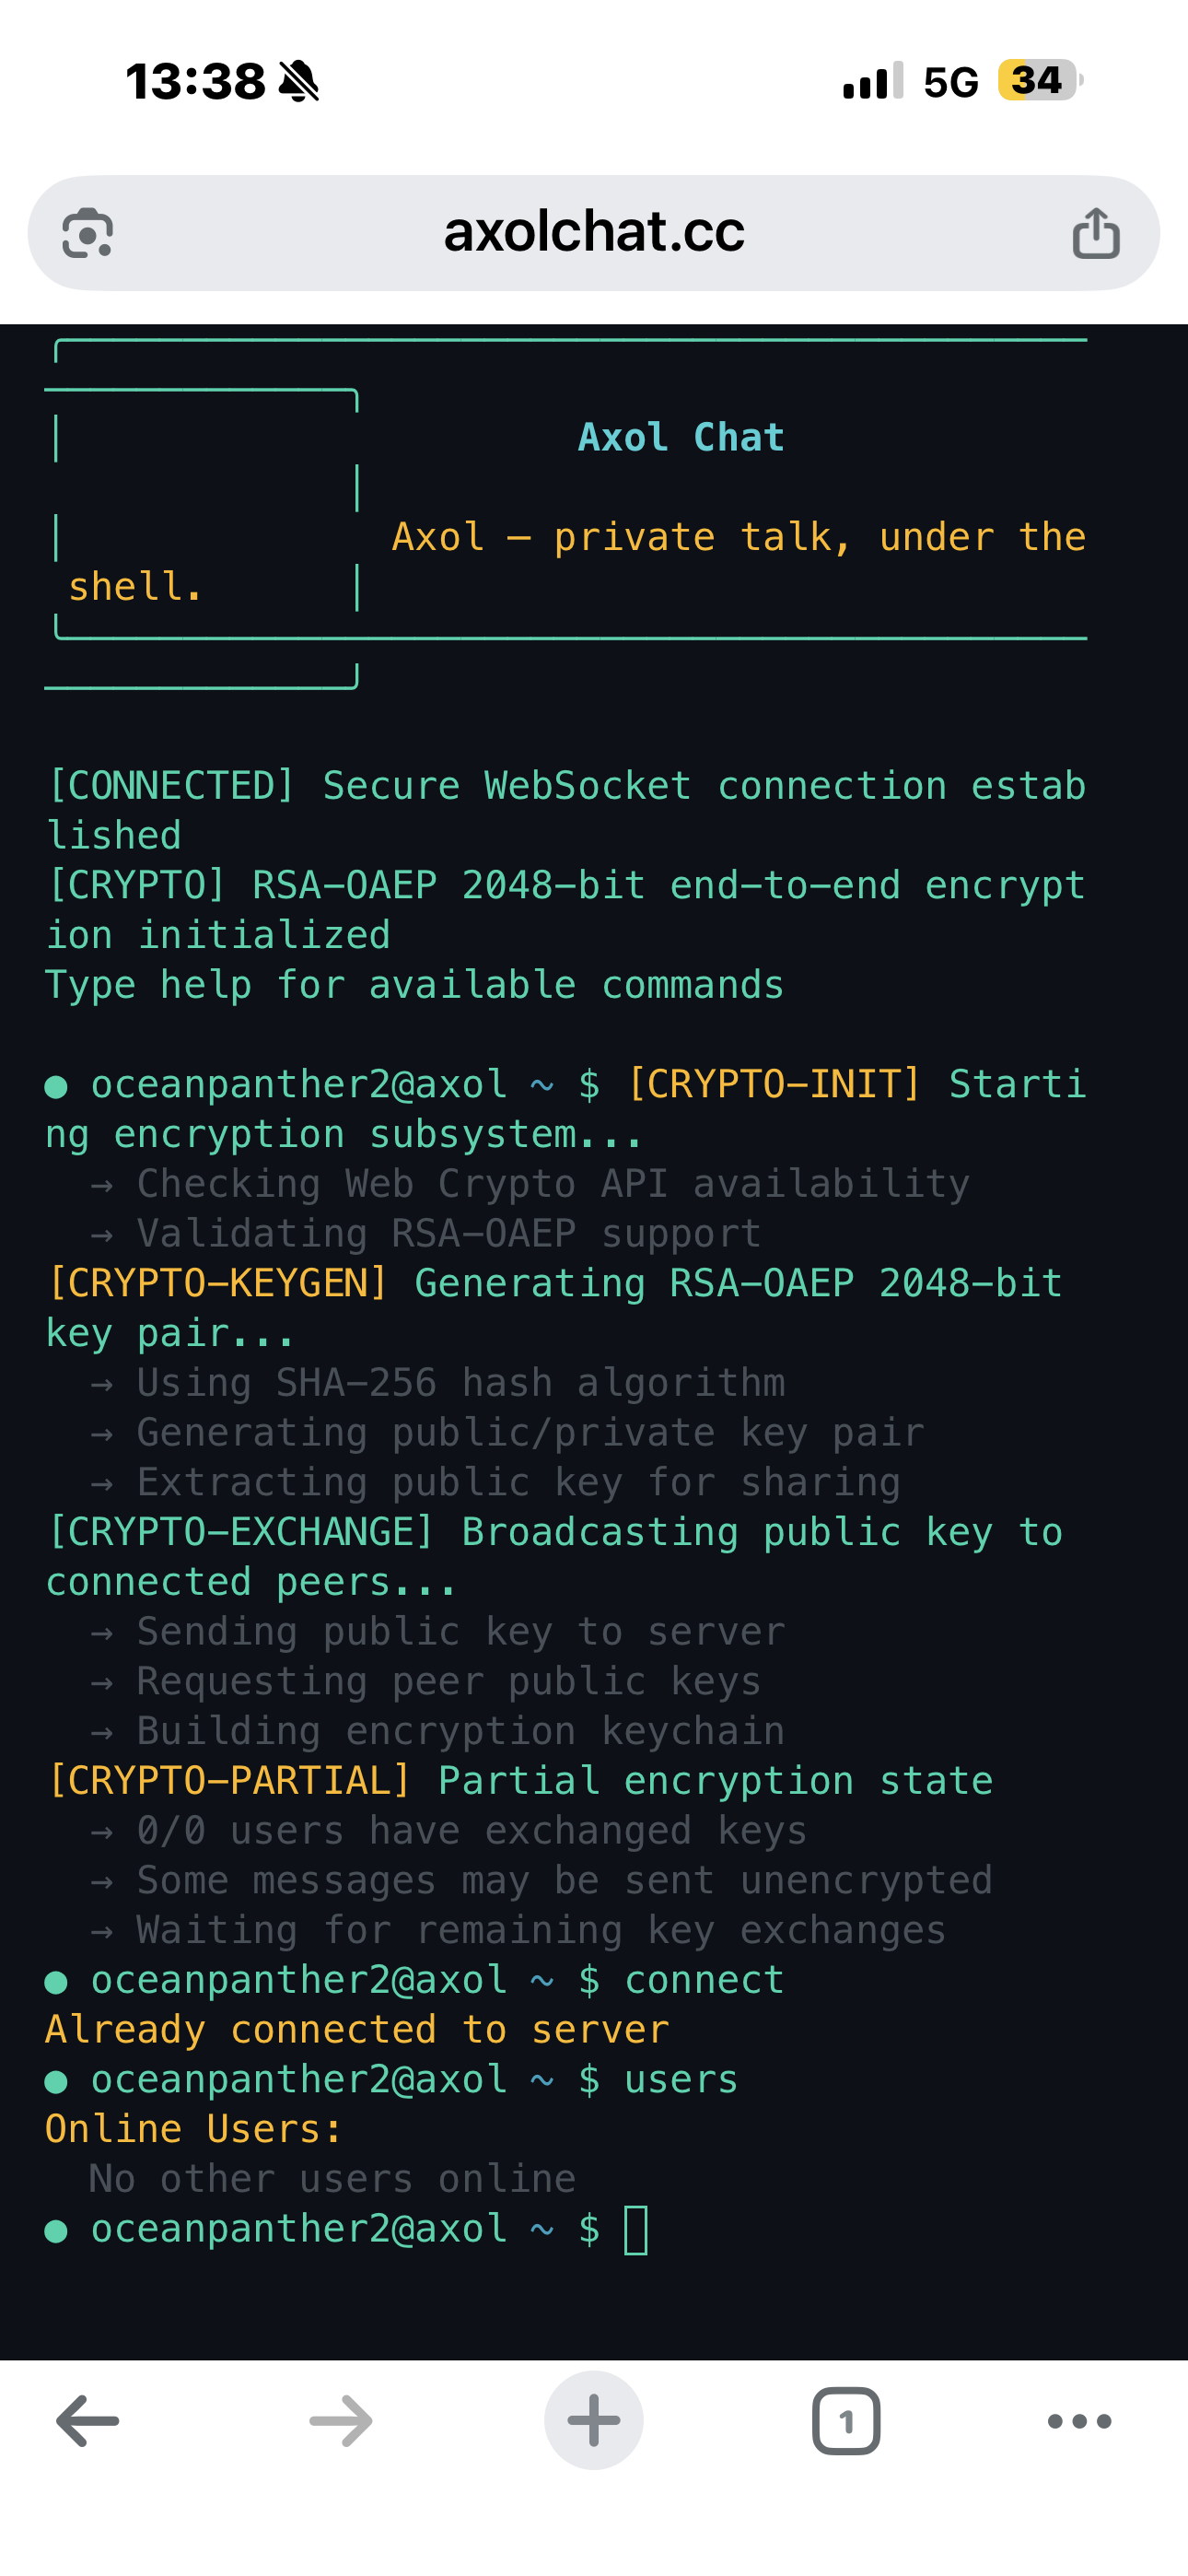 13:38
5G 34
axolchat.cc
Axol Chat
Axol — private talk, under the
shell.
[CONNECTED] Secure WebSocket connection estab
lished
[CRYPTO] RSA-OAEP 2048-bit end-to-end encrypt
ion initialized
Type help for available commands
● oceanpanther2@axol ~ $ [CRYPTO-INIT] Starti
ng encryption subsystem...
→ Checking Web Crypto API availability
→ Validating RSA-OAEP support
[CRYPTO-KEYGEN] Generating RSA-OAEP 2048-bit
key pair...
→ Using SHA-256 hash algorithm
→ Generating public/private key pair
→ Extracting public key for sharing
[CRYPTO-EXCHANGE] Broadcasting public key to
connected peers...
→ Sending public key to server
→ Requesting peer public keys
→ Building encryption keychain
[CRYPTO-PARTIAL] Partial encryption state
→ 0/0 users have exchanged keys
→ Some messages may be sent unencrypted
→ Waiting for remaining key exchanges
● oceanpanther2@axol ~ $ connect
Already connected to server
● oceanpanther2@axol ~ $ users
Online Users:
No other users online
● oceanpanther2@axol ~ $
1